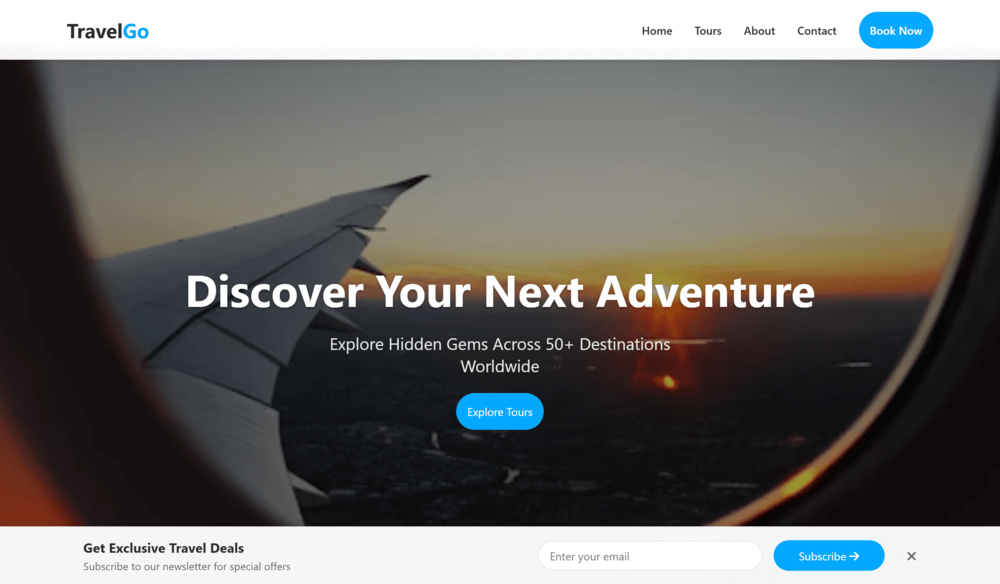 TravelGo
Home Tours About Contact Book Now
Discover Your Next Adventure
Explore Hidden Gems Across 50+ Destinations
Worldwide
Explore Tours
Get Exclusive Travel Deals
Subscribe to our newsletter for special offers
Enter your email
Subscribe →